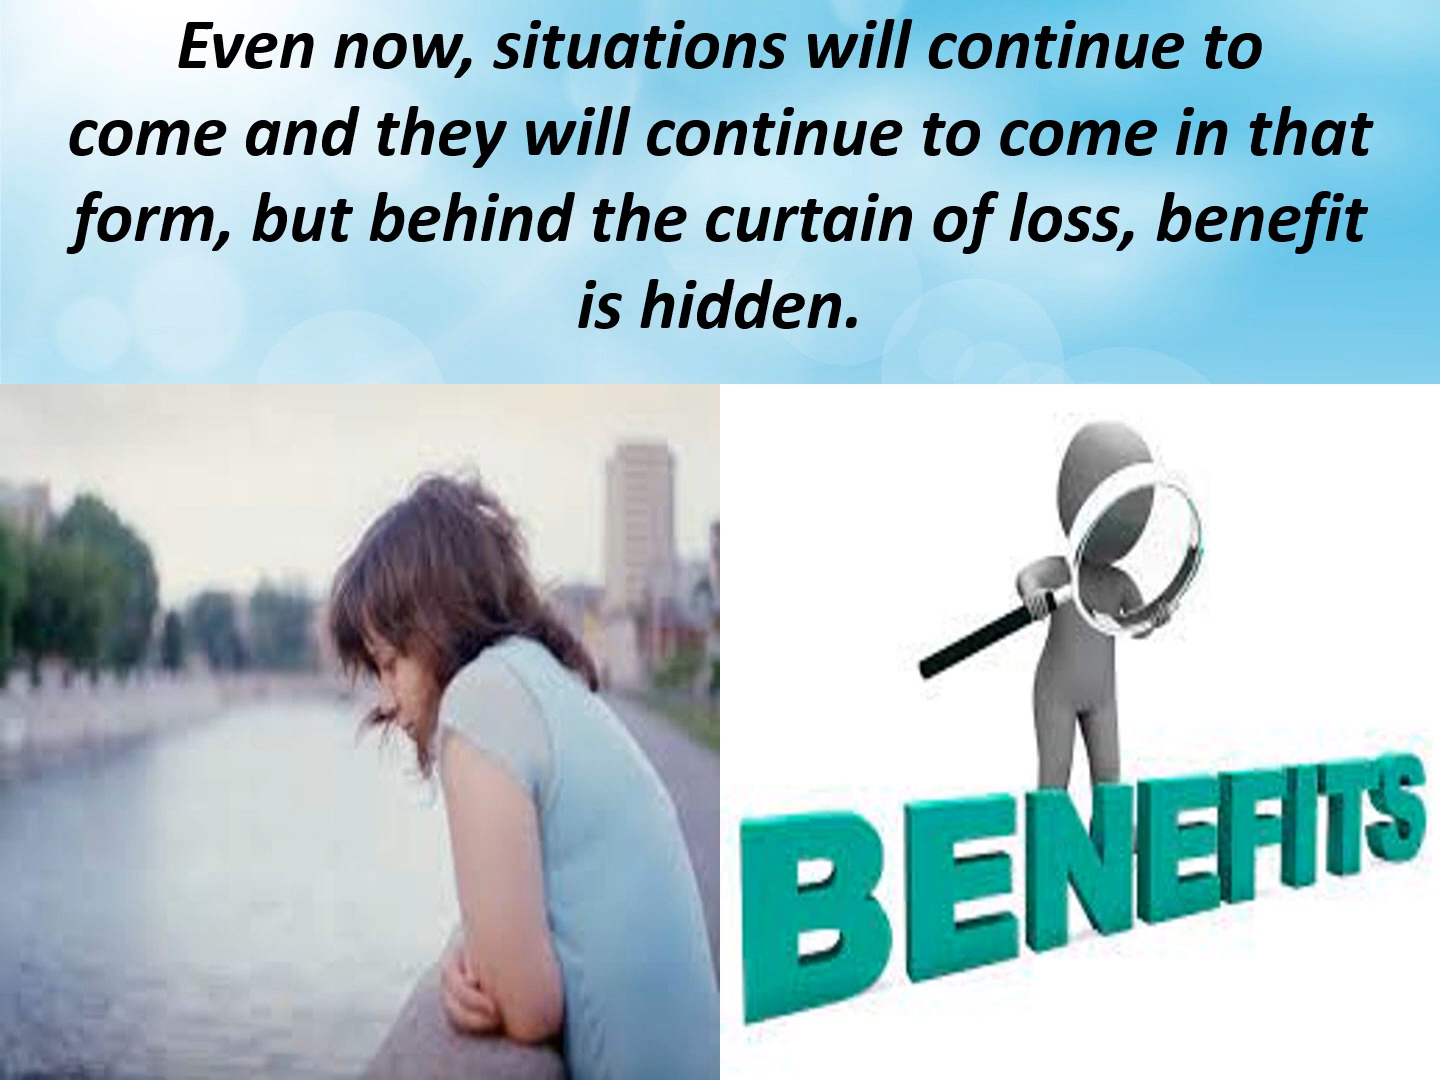 Even now, situations will continue to
come and they will continue to come in that
form, but behind the curtain of loss, benefit
is hidden.
BENEFITS